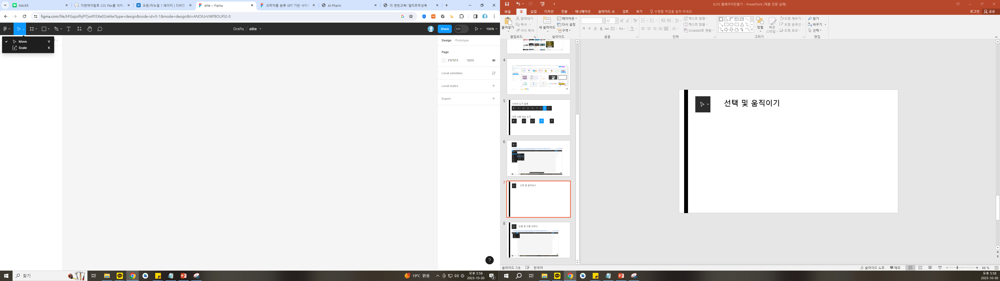 NAVER
이번에야말로 CSS Flex를 익혀
오픈/리뉴얼 1 페이지 | 디비컷
elite – Figma
의학약품 분류 GPT 기반 사이트
AI-Pharm
더 편한교복! 엘리트학생복
figma.com/file/hFGqzofhjPl7jwtPJ3Xe03/elite?type=design&node-id=0-1&mode=design&t=ANOIUvVWFBOLIPJ2-0
Drafts / elite
Share
100%
Move V
Scale K
Design Prototype
Page
F5F5F5 100%
Local variables
Local styles
Export
?
찾기
19°C 맑음
오후 5:58
2023-10-30
2
ELITE 웹페이지만들기 - PowerPoint (제품 인증 실패)
파일 홈 삽입 디자인 전환 애니메이션 슬라이드 쇼 검토 보기 수행할 작업을 알려 주세요.
로그인 공유
붙여넣기
잘라내기
복사
서식 복사
클립보드
새 슬라이드
레이아웃
다시 설정
구역
슬라이드
32
글꼴
텍스트 방향
텍스트 맞춤
SmartArt로 변환
단락
정렬
빠른 스타일
도형 채우기
도형 윤곽선
도형 효과
그리기
찾기
바꾸기
선택
편집
4
5
디자인 도구 설명
자주 사용 하는 도구
6
7
선택 및 움직이기
8
도형 및 선을 만든다.
선택 및 움직이기
슬라이드 7/8 한국어
슬라이드 노트 메모
66 %
오후 5:58
2023-10-30